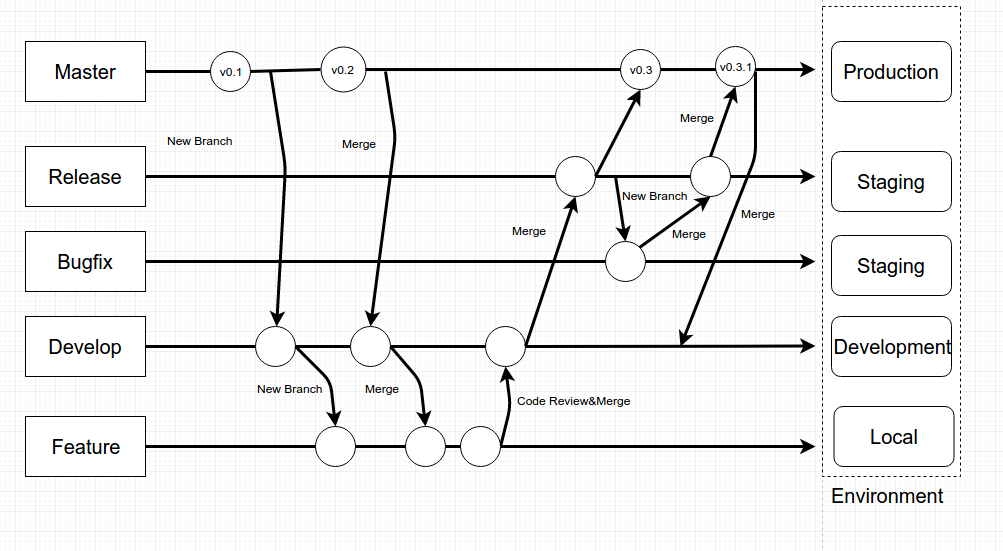 Master
v0.1
v0.2
v0.3
v0.3.1
Production
New Branch
Merge
Merge
Release
New Branch
Staging
Merge
Merge
Merge
Bugfix
Staging
Develop
Development
New Branch
Merge
Code Review&Merge
Feature
Local
Environment